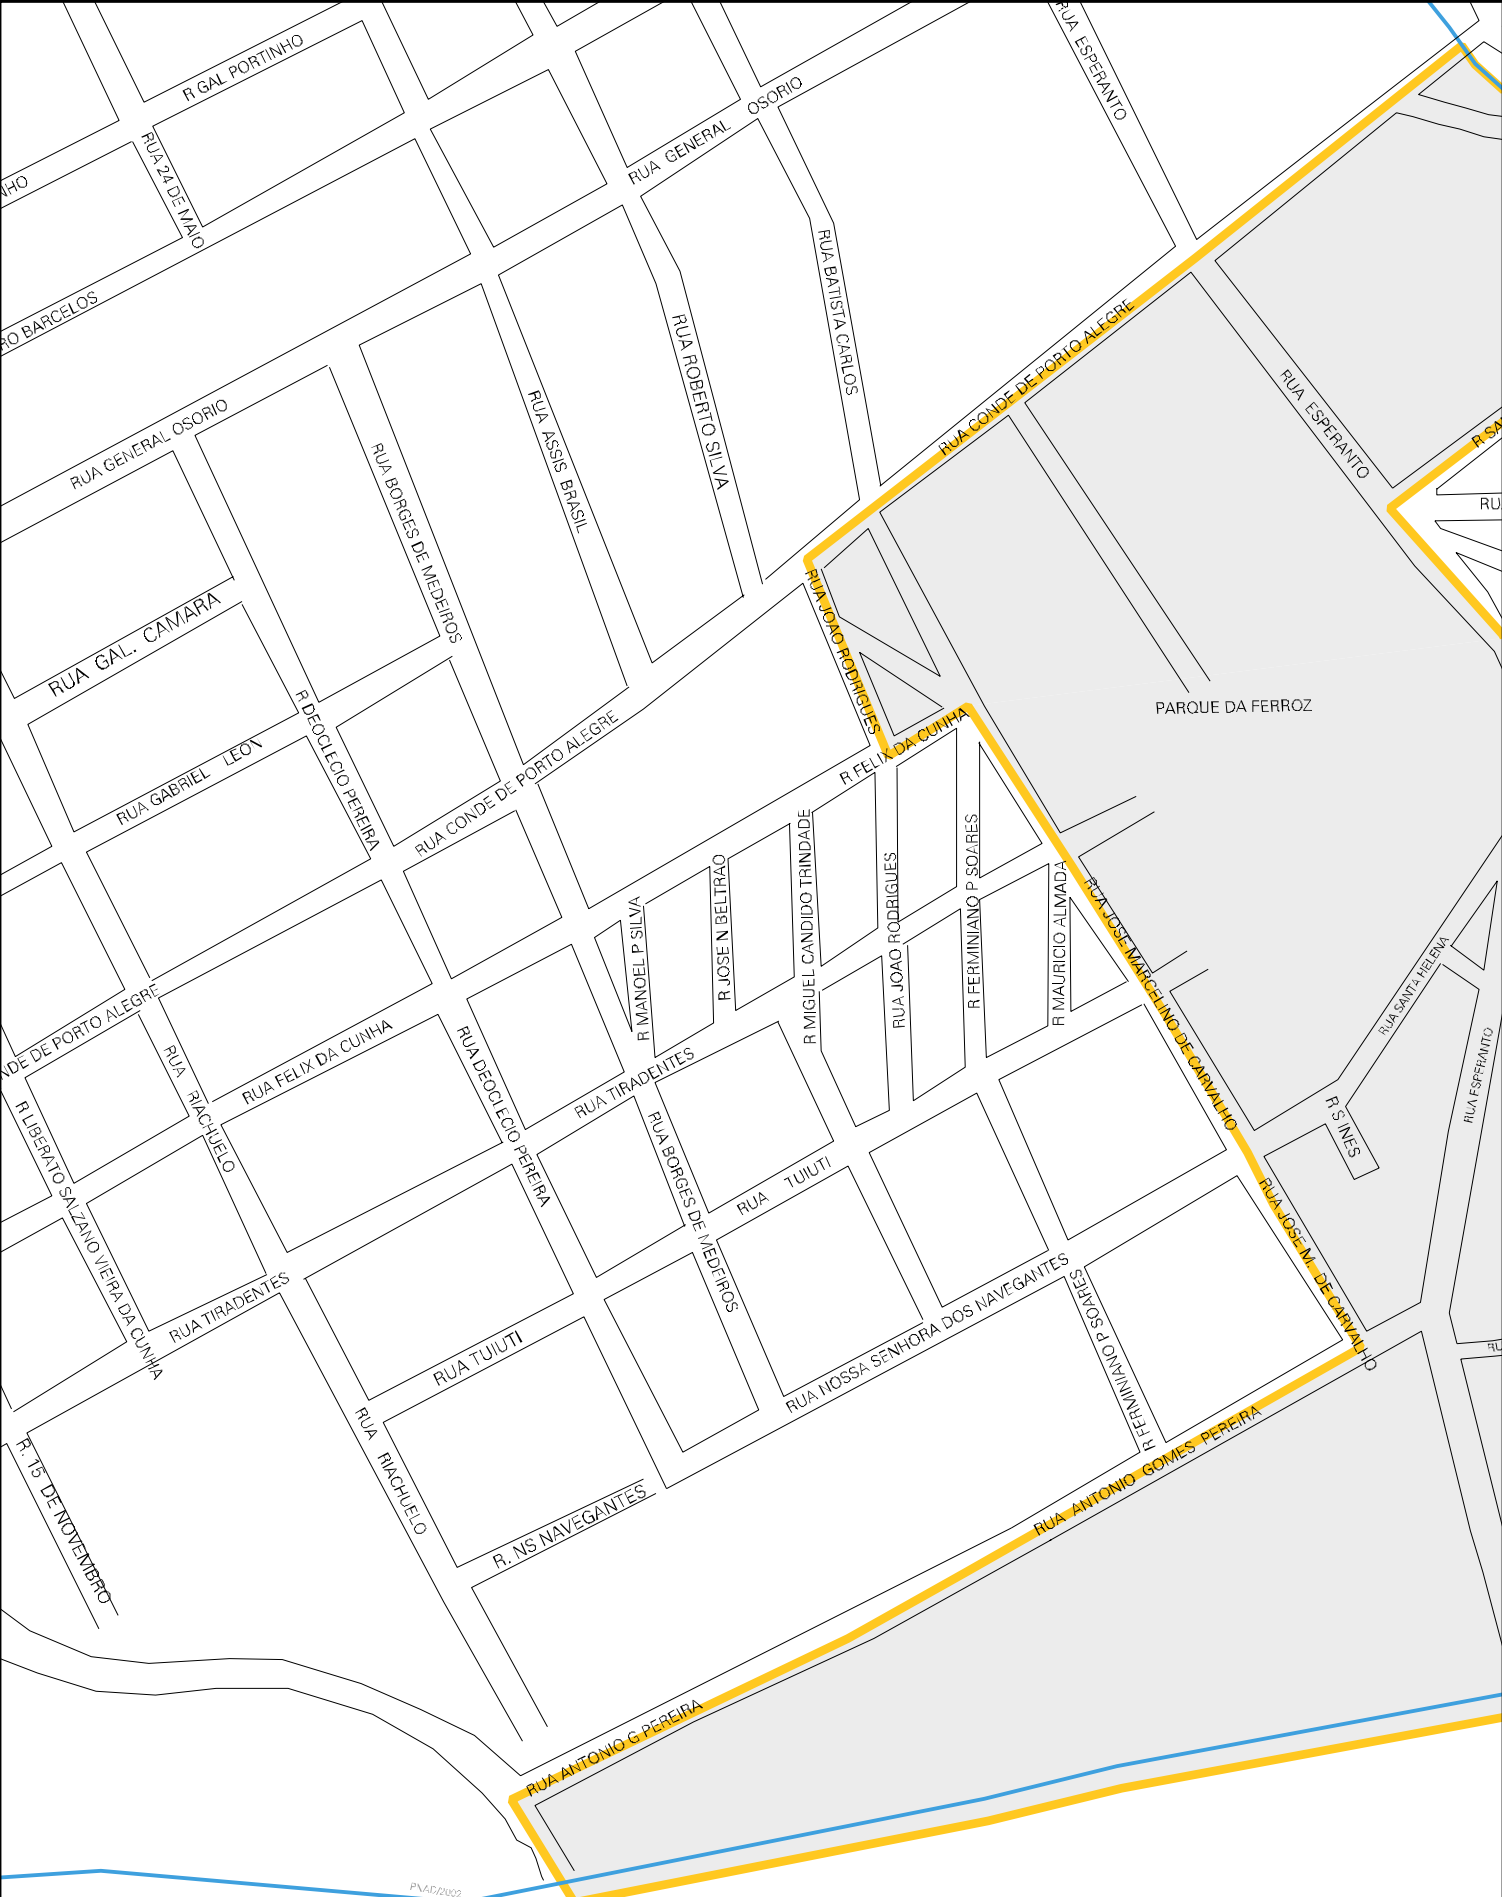 R GAL PORTINHO
RUA ESPERANTO
RUA GENERAL OSORIO
RUA 24 DE MAIO
NHO
RO BARCELOS
RUA BATISTA CARLOS
RUA ROBERTO SILVA
RUA CONDE DE PORTO ALEGRE
RUA ESPERANTO
RUA ASSIS BRASIL
RUA GENERAL OSORIO
RUA BORGES DE MEDEIROS
R SA
RU
RUA GAL. CAMARA
RUA JOAO RODRIGUES
PARQUE DA FERROZ
R DEOCLECIO PEREIRA
RUA GABRIEL LEON
RUA CONDE DE PORTO ALEGRE
R FELIX DA CUNHA
R MANOEL P SILVA
R JOSE N BELTRAO
R MIGUEL CANDIDO TRINDADE
RUA JOAO RODRIGUES
R FERMINIANO P SOARES
R MAURICIO ALMADA
RUA JOSE MARCELINO DE CARVALHO
RUA SANTA HELENA
RUA ESPERANTO
R S INES
NDE DE PORTO ALEGRE
RUA FELIX DA CUNHA
RUA RIACHUELO
RUA DEOCLECIO PEREIRA
RUA TIRADENTES
R LIBERATO SALZANO VIEIRA DA CUNHA
RUA BORGES DE MEDEIROS
RUA TUIUTI
RUA JOSE M. DE CARVALHO
RUA TIRADENTES
RUA TUIUTI
RUA NOSSA SENHORA DOS NAVEGANTES
R FERMINIANO P SOARES
RU
RUA RIACHUELO
R. 15 DE NOVEMBRO
R. NS NAVEGANTES
RUA ANTONIO GOMES PEREIRA
RUA ANTONIO G PEREIRA
PNAD/2002